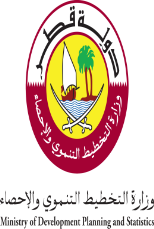 دولة قطر
وزارة التخطيط التنموي والإحصاء
وزارة التخطيط التنموي والإحصاء
Ministry of Development Planning and Statistics